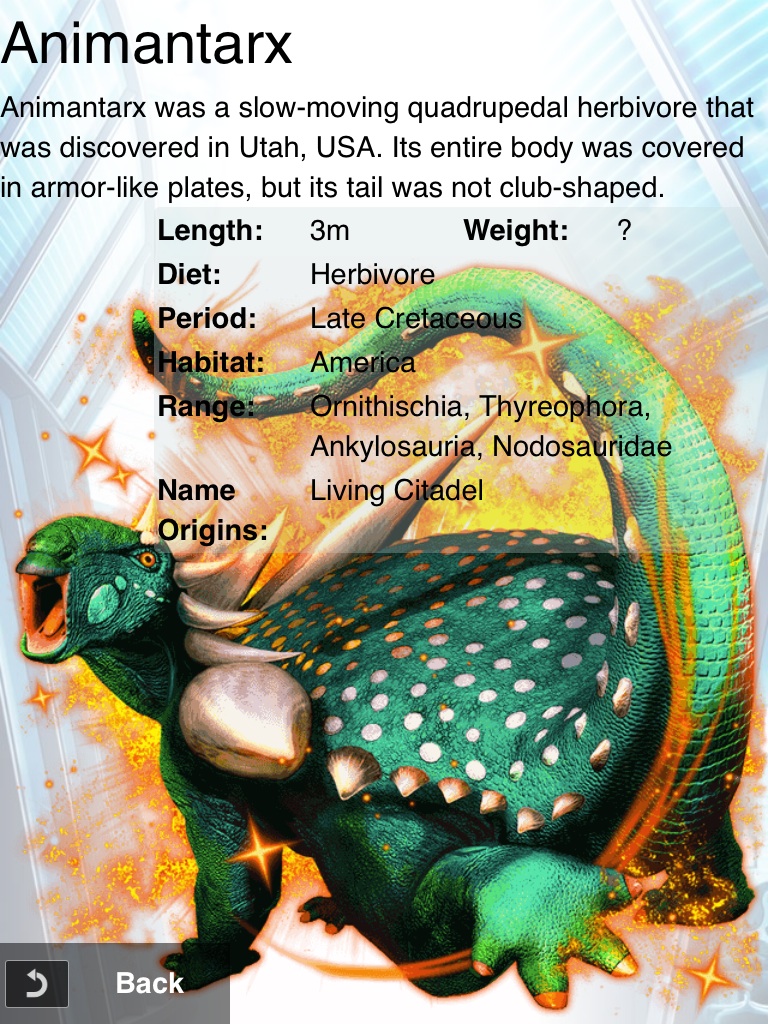 Animantarx
Animantarx was a slow-moving quadrupedal herbivore that
was discovered in Utah, USA. Its entire body was covered
in armor-like plates, but its tail was not club-shaped.
Length: 3m Weight: ?
Diet: Herbivore
Period: Late Cretaceous
Habitat: America
Range: Ornithischia, Thyreophora,
Ankylosauria, Nodosauridae
Name Living Citadel
Origins:
Back